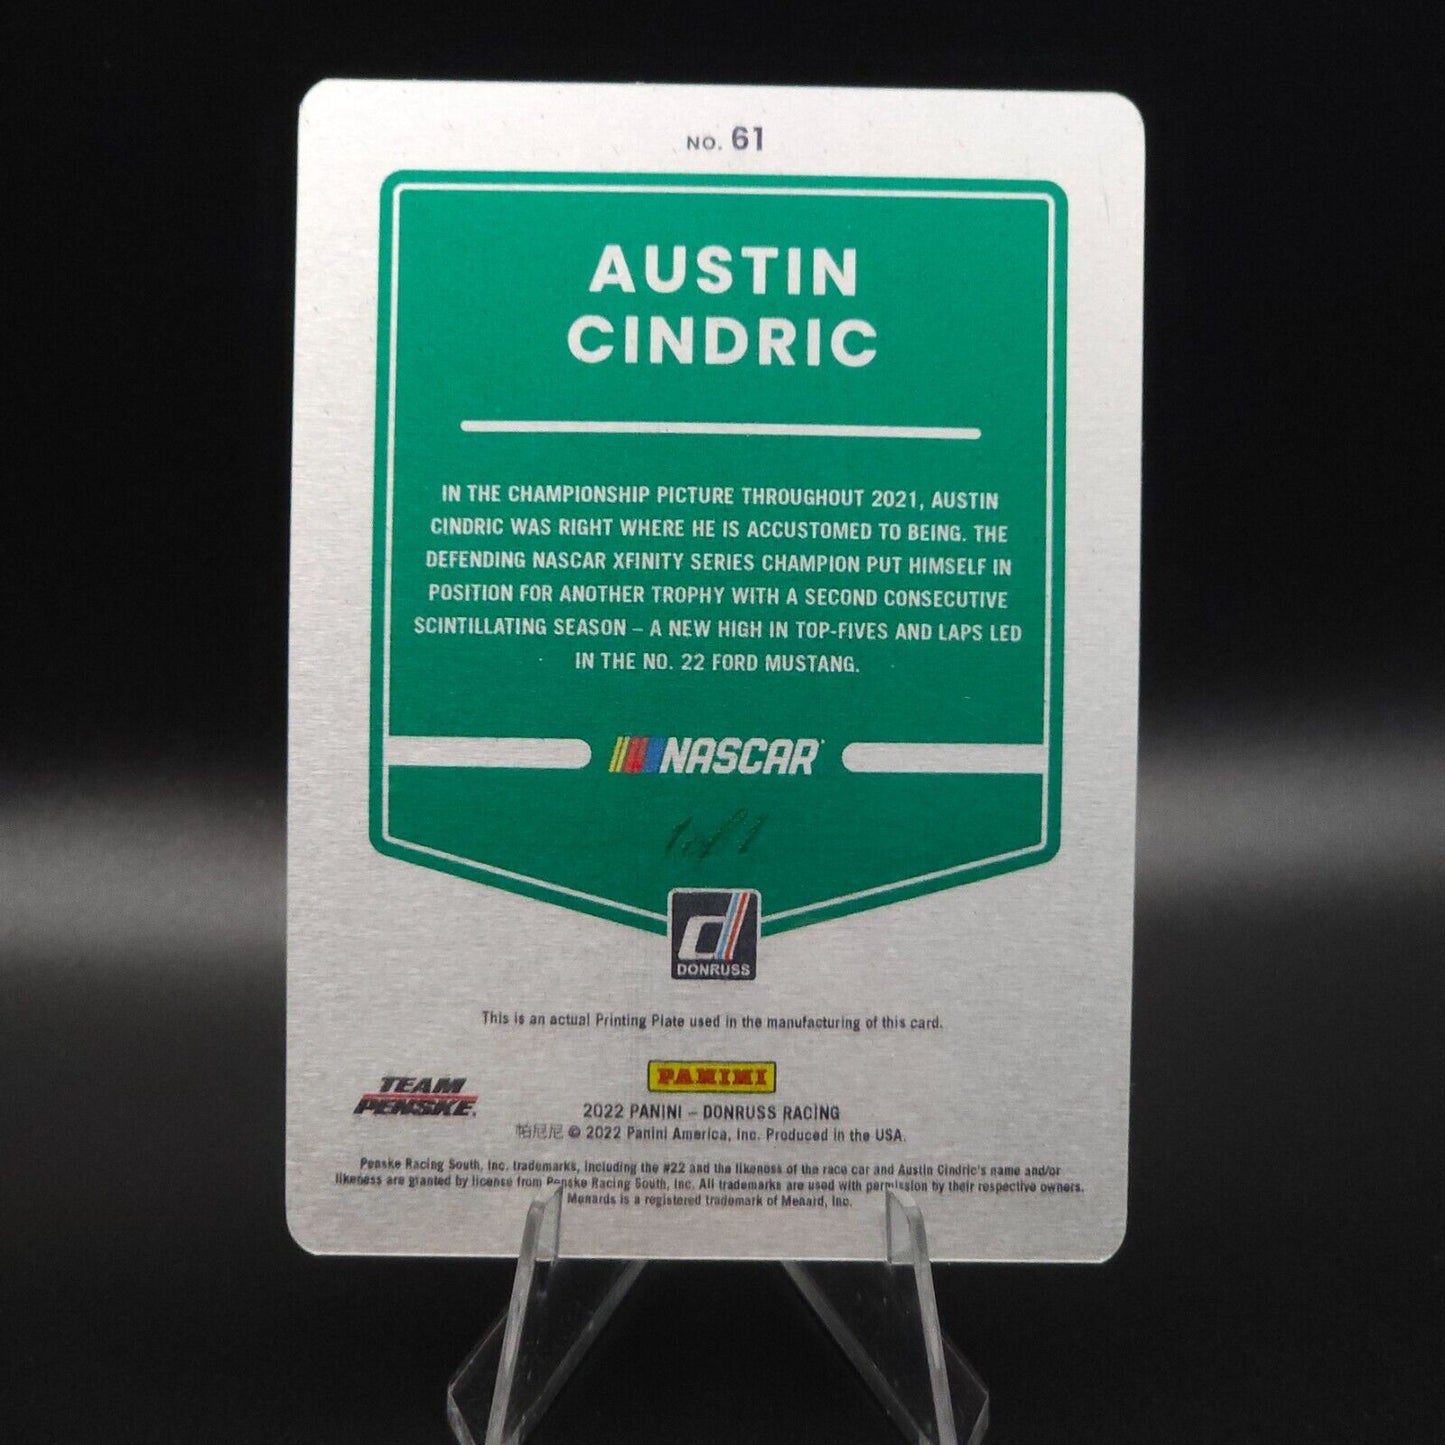 NO. 61
AUSTIN
CINDRIC
IN THE CHAMPIONSHIP PICTURE THROUGHOUT 2021, AUSTIN
CINDRIC WAS RIGHT WHERE HE IS ACCUSTOMED TO BEING. THE
DEFENDING NASCAR XFINITY SERIES CHAMPION PUT HIMSELF IN
POSITION FOR ANOTHER TROPHY WITH A SECOND CONSECUTIVE
SCINTILLATING SEASON – A NEW HIGH IN TOP-FIVES AND LAPS LED
IN THE NO. 22 FORD MUSTANG.
NASCAR
1 of 1
d
DONRUSS
This is an actual Printing Plate used in the manufacturing of this card.
PANINI
TEAM
PENSKE.
2022 PANINI – DONRUSS RACING
帕尼尼 © 2022 Panini America, Inc. Produced in the USA.
Penske Racing South, Inc. trademarks, including the #22 and the likeness of the race car and Austin Cindric's name and/or
likeness are granted by license from Penske Racing South, Inc. All trademarks are used with permission by their respective owners.
Menards is a registered trademark of Menard, Inc.